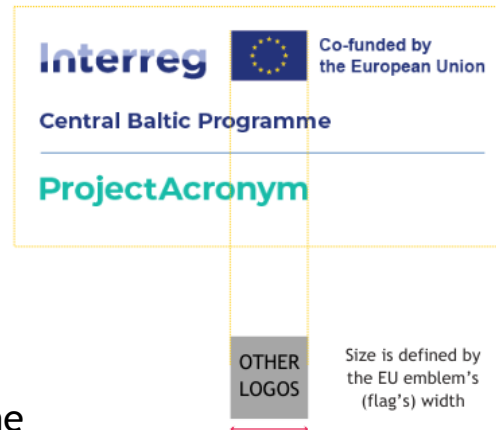 Interreg
Co-funded by
the European Union
Central Baltic Programme
ProjectAcronym
OTHER
LOGOS
Size is defined by
the EU emblem's
(flag's) width